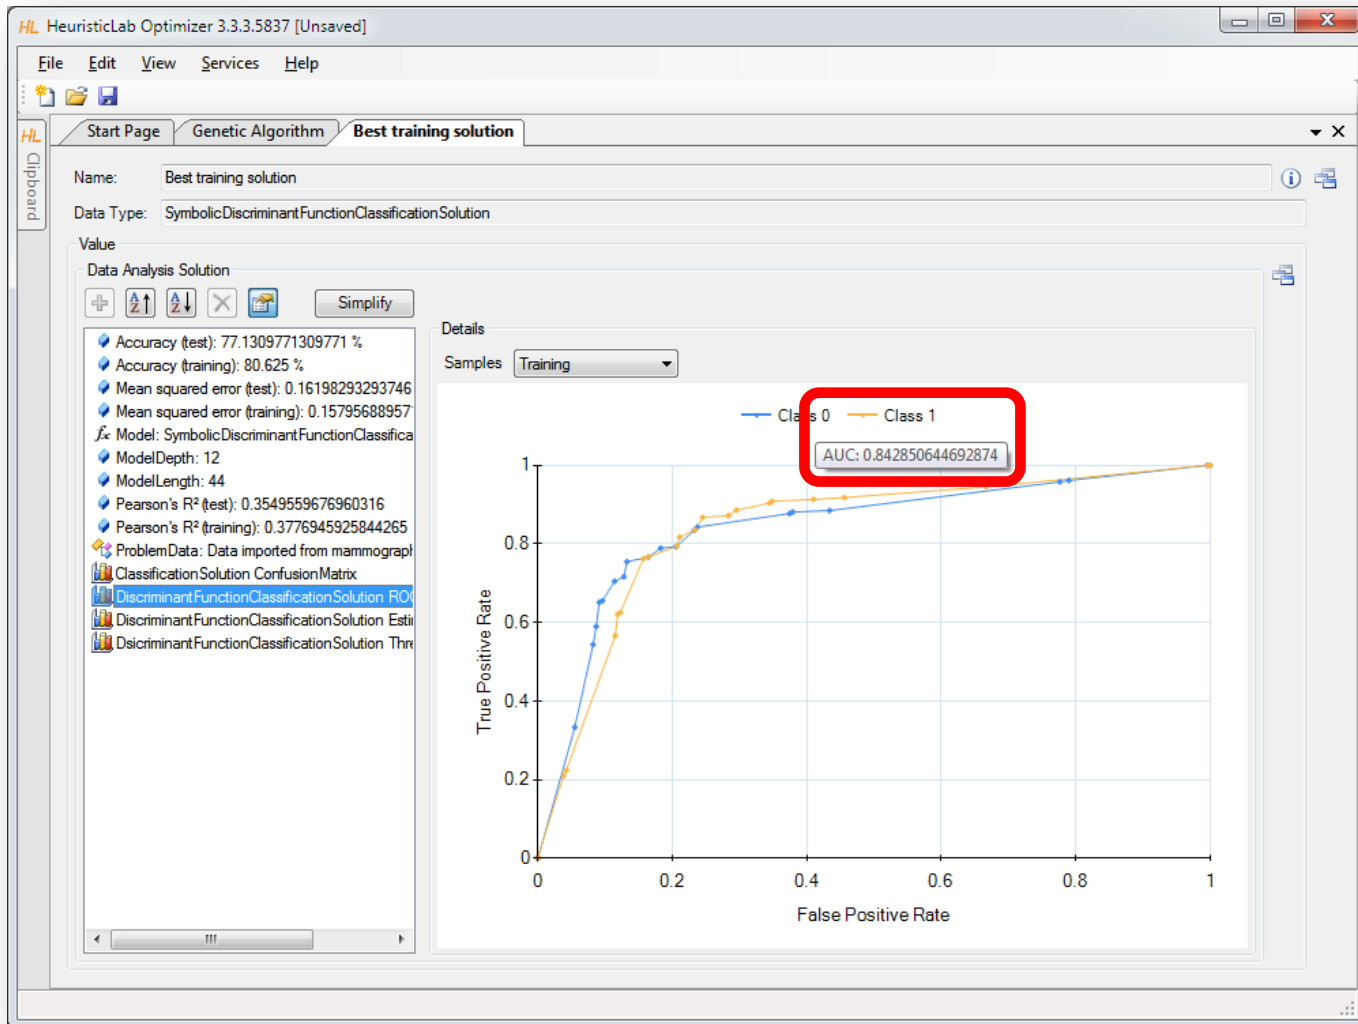 HL HeuristicLab Optimizer 3.3.3.5837 [Unsaved]
File Edit View Services Help
HL Clipboard
Start Page Genetic Algorithm Best training solution
Name: Best training solution
Data Type: SymbolicDiscriminantFunctionClassificationSolution
Value
Data Analysis Solution
Simplify
Accuracy (test): 77.1309771309771 %
Accuracy (training): 80.625 %
Mean squared error (test): 0.16198293293746
Mean squared error (training): 0.15795688957
Model: SymbolicDiscriminantFunctionClassifica
ModelDepth: 12
ModelLength: 44
Pearson's R² (test): 0.3549559676960316
Pearson's R² (training): 0.3776945925844265
ProblemData: Data imported from mammograph
ClassificationSolution ConfusionMatrix
DiscriminantFunctionClassificationSolution ROC
DiscriminantFunctionClassificationSolution Esti
DsicriminantFunctionClassificationSolution Thre
Details
Samples Training
Class 0 Class 1
AUC: 0.842850644692874
1
0.8
0.6
0.4
0.2
0
True Positive Rate
0 0.2 0.4 0.6 0.8 1
False Positive Rate